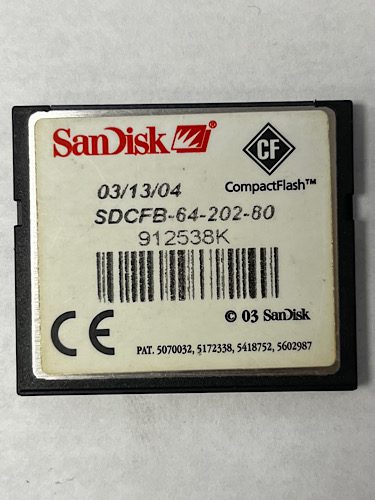 SanDisk
CF
CompactFlash™
03/13/04
SDCFB-64-202-80
912538K
CE
© 03 SanDisk
PAT. 5070032, 5172338, 5418752, 5602987